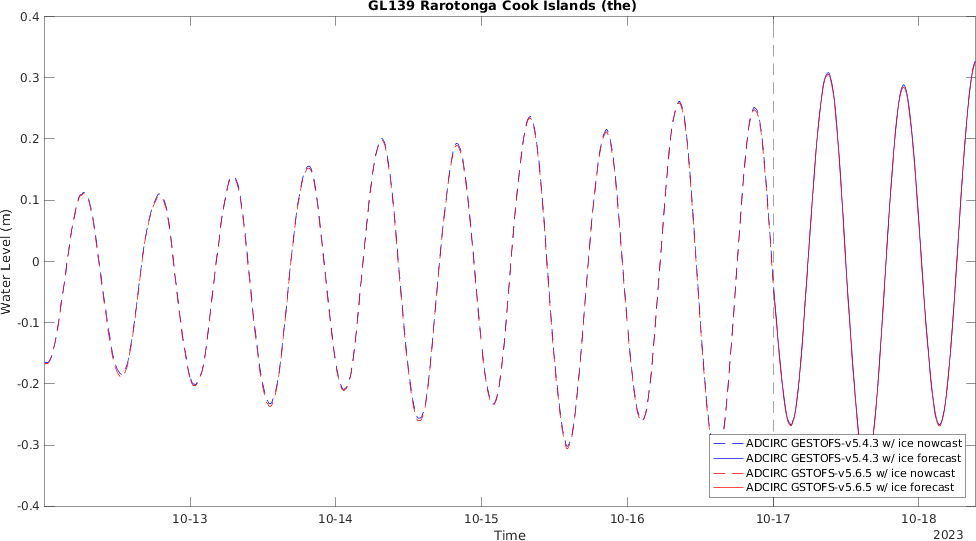 GL139 Rarotonga Cook Islands (the)
Water Level (m)
0.4
0.3
0.2
0.1
0
-0.1
-0.2
-0.3
-0.4
10-13
10-14
10-15
10-16
10-17
10-18
Time
2023
ADCIRC GESTOFS-v5.4.3 w/ ice nowcast
ADCIRC GESTOFS-v5.4.3 w/ ice forecast
ADCIRC GSTOFS-v5.6.5 w/ ice nowcast
ADCIRC GSTOFS-v5.6.5 w/ ice forecast